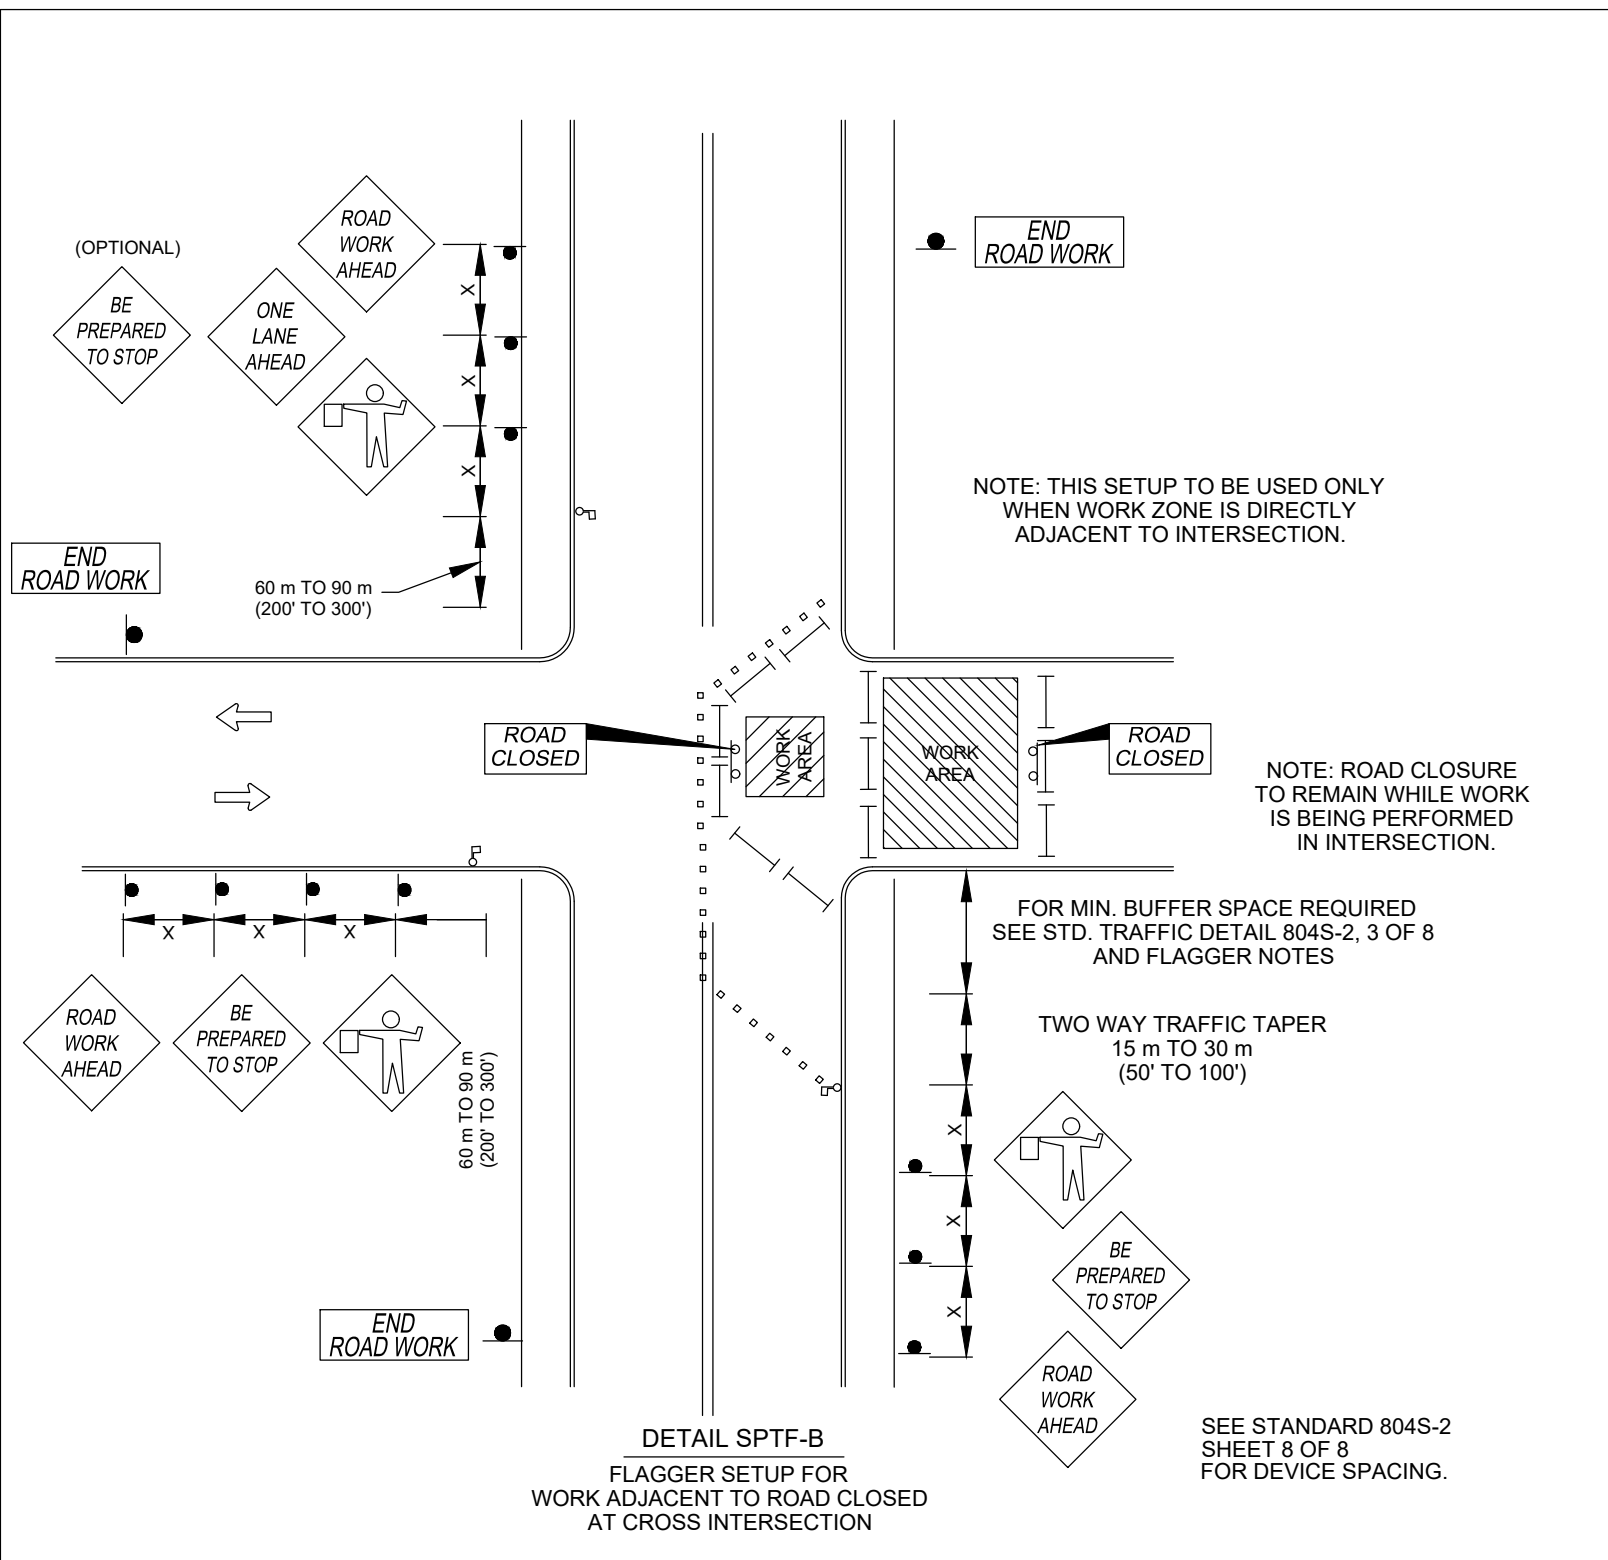 ROAD
WORK
AHEAD
(OPTIONAL)
BE
PREPARED
TO STOP
ONE
LANE
AHEAD
X
X
X
END
ROAD WORK
NOTE: THIS SETUP TO BE USED ONLY
WHEN WORK ZONE IS DIRECTLY
ADJACENT TO INTERSECTION.
END
ROAD WORK
60 m TO 90 m
(200' TO 300')
ROAD
CLOSED
WORK
AREA
WORK
AREA
ROAD
CLOSED
NOTE: ROAD CLOSURE
TO REMAIN WHILE WORK
IS BEING PERFORMED
IN INTERSECTION.
X
X
X
FOR MIN. BUFFER SPACE REQUIRED
SEE STD. TRAFFIC DETAIL 804S-2, 3 OF 8
AND FLAGGER NOTES
ROAD
WORK
AHEAD
BE
PREPARED
TO STOP
60 m TO 90 m
(200' TO 300')
TWO WAY TRAFFIC TAPER
15 m TO 30 m
(50' TO 100')
X
X
X
BE
PREPARED
TO STOP
END
ROAD WORK
ROAD
WORK
AHEAD
DETAIL SPTF-B
FLAGGER SETUP FOR
WORK ADJACENT TO ROAD CLOSED
AT CROSS INTERSECTION
SEE STANDARD 804S-2
SHEET 8 OF 8
FOR DEVICE SPACING.